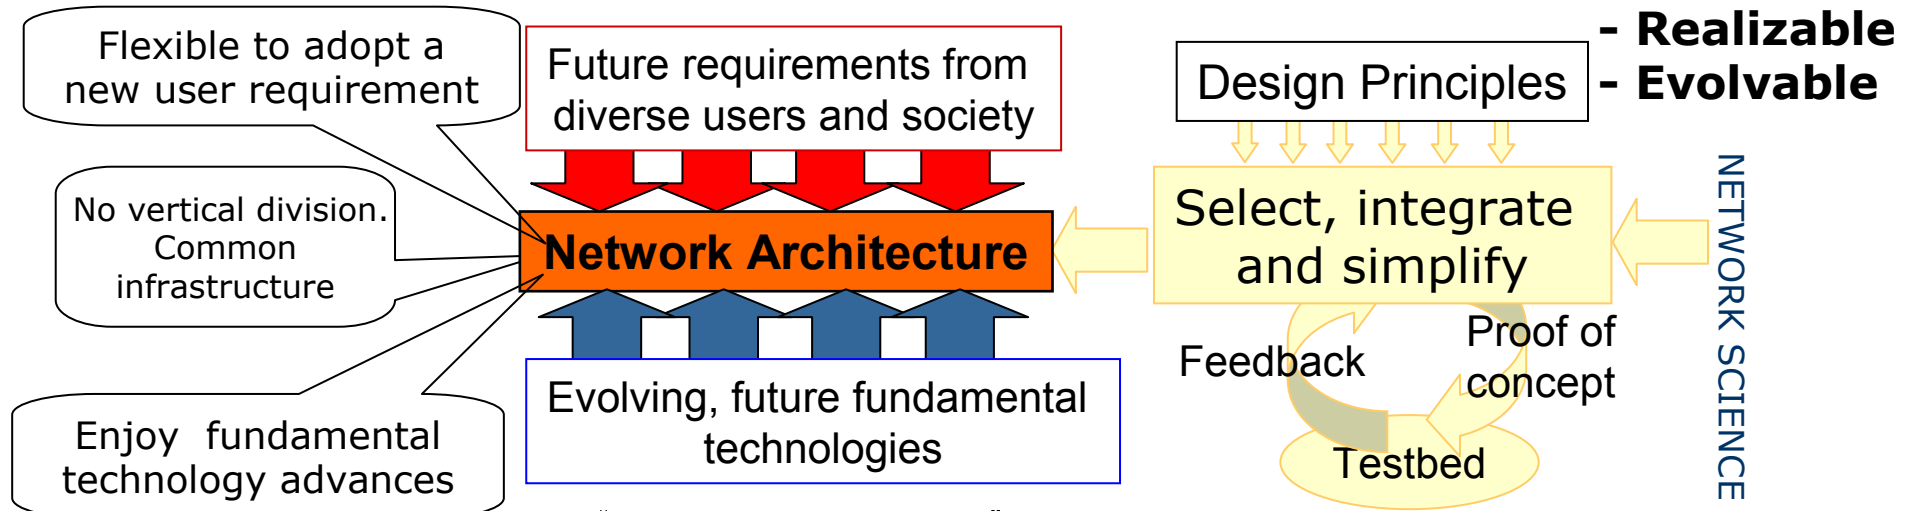 Flexible to adopt a
new user requirement
No vertical division.
Common
infrastructure
Enjoy fundamental
technology advances
Future requirements from
diverse users and society
Network Architecture
Evolving, future fundamental
technologies
Design Principles
- Realizable
- Evolvable
Select, integrate
and simplify
Feedback
Proof of
concept
Testbed
NETWORK SCIENCE